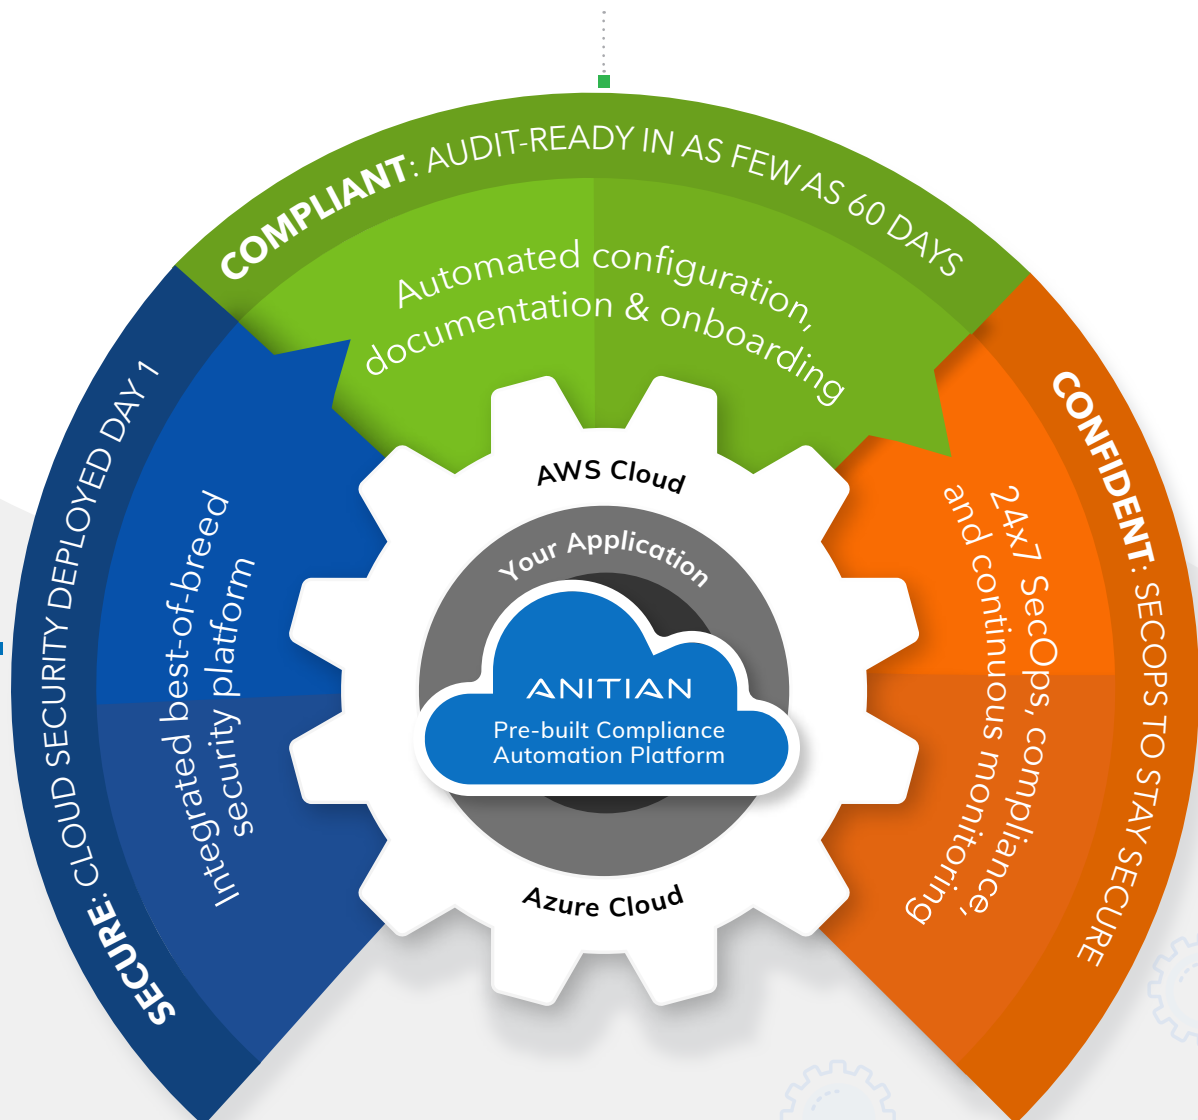 COMPLIANT: AUDIT-READY IN AS FEW AS 60 DAYS
Automated configuration,
documentation & onboarding
SECURE: CLOUD SECURITY DEPLOYED DAY 1
Integrated best-of-breed
security platform
CONFIDENT: SECOPS TO STAY SECURE
24x7 SecOps, compliance,
and continuous monitoring
AWS Cloud
Your Application
ANITIAN
Pre-built Compliance
Automation Platform
Azure Cloud